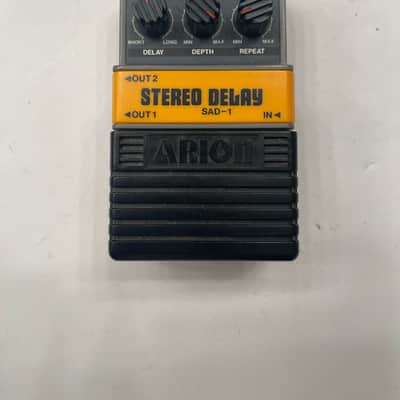 SHORT LONG MIN MAX MIN MAX
DELAY DEPTH REPEAT
◄OUT2
STEREO DELAY
◄OUT1 SAD-1 IN◄
ARION